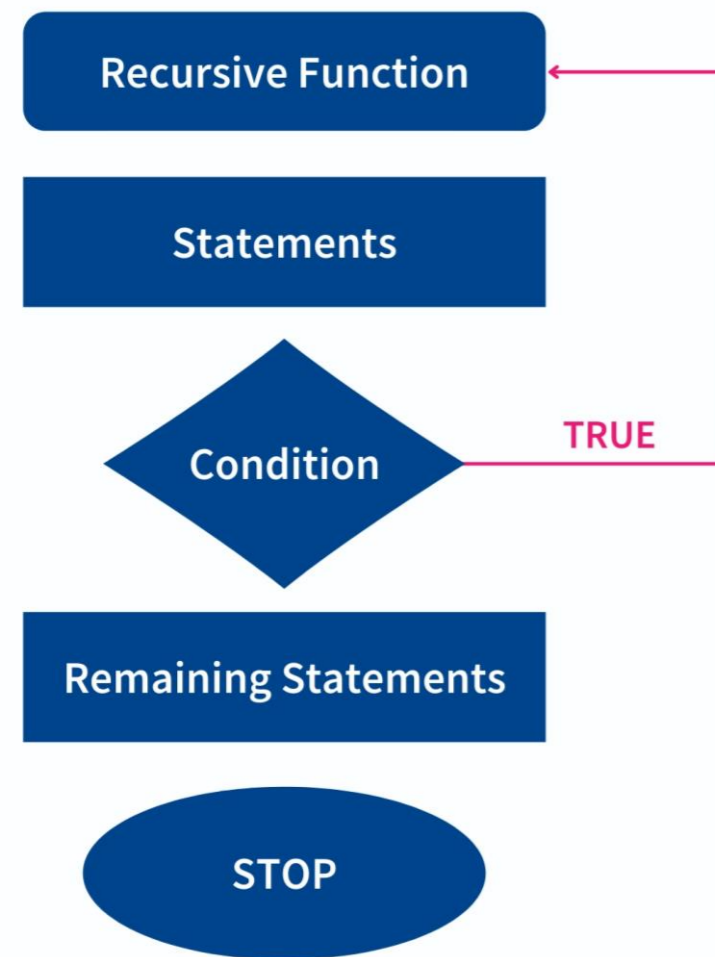 Recursive Function
Statements
Condition
TRUE
Remaining Statements
STOP